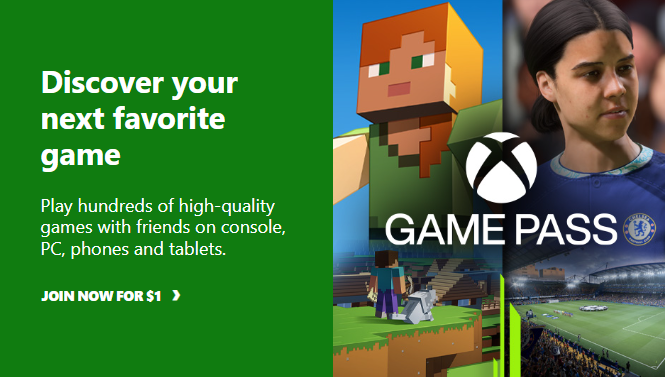 Discover your
next favorite
game
Play hundreds of high-quality
games with friends on console,
PC, phones and tablets.
JOIN NOW FOR $1 ❯
GAME PASS
CHELSEA